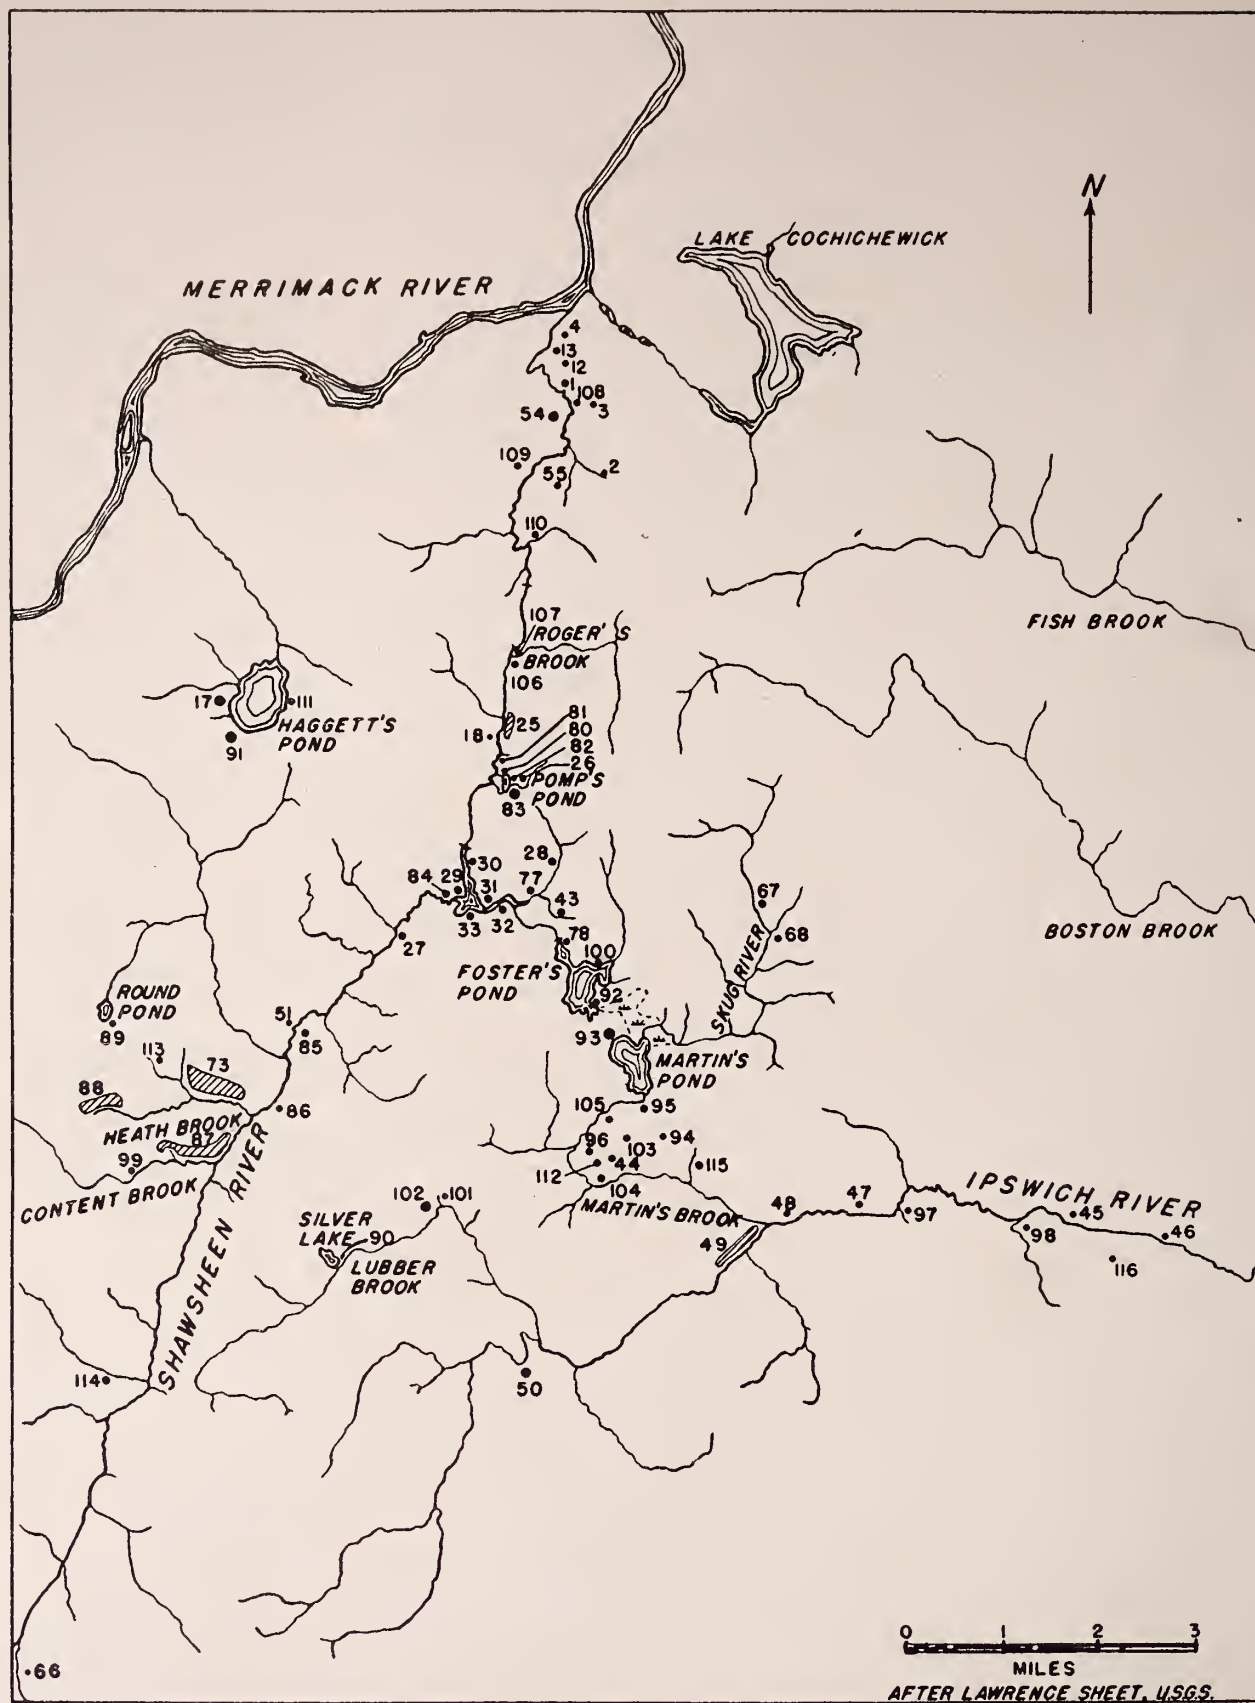 N
LAKE COCHICHEWICK
MERRIMACK RIVER
4
13
12
1
108
3
54
109
55
2
110
FISH BROOK
107
ROGER'S
BROOK
106
17
111
HAGGETT'S
POND
91
18
25
81
80
82
26
POMP'S
POND
83
30
28
84
29
31
77
43
33
32
27
78
67
68
BOSTON BROOK
100
FOSTER'S
POND
92
SKUG RIVER
ROUND
POND
89
51
85
93
MARTIN'S
POND
113
73
88
86
HEATH BROOK
87
99
CONTENT BROOK
SHAWSHEEN RIVER
105
95
96
103
94
112
44
115
104
MARTIN'S BROOK
102
101
SILVER
LAKE
90
LUBBER
BROOK
48
47
97
IPSWICH RIVER
45
98
46
116
49
114
50
66
0 1 2 3
MILES
AFTER LAWRENCE SHEET, U.S.G.S.